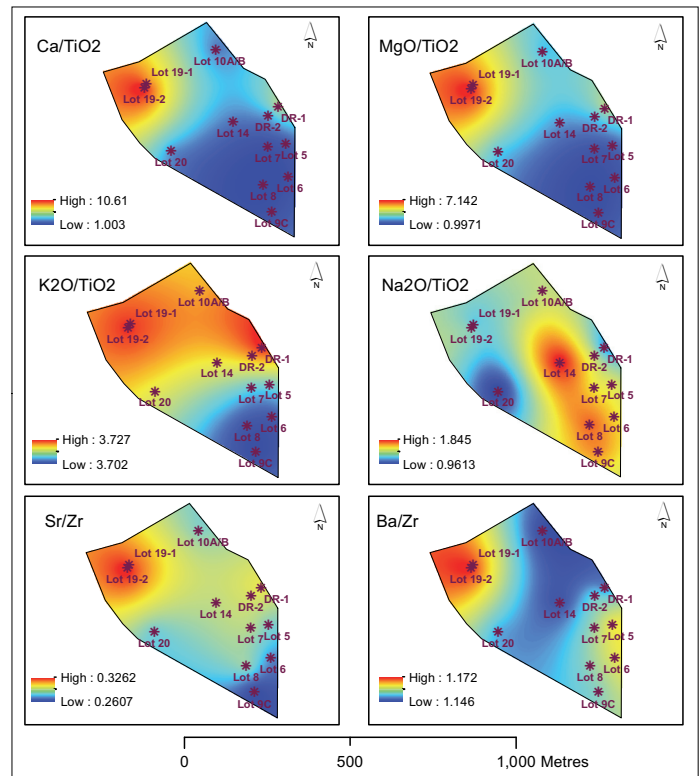 Ca/TiO2
N
Lot 10A/B
Lot 19-1
Lot 19-2
DR-1
DR-2
Lot 14
Lot 5
Lot 7
Lot 20
Lot 6
Lot 8
Lot 9C
High : 10.61
Low : 1.003
MgO/TiO2
N
Lot 10A/B
Lot 19-1
Lot 19-2
DR-1
DR-2
Lot 14
Lot 5
Lot 7
Lot 20
Lot 6
Lot 8
Lot 9C
High : 7.142
Low : 0.9971
K2O/TiO2
N
Lot 10A/B
Lot 19-1
Lot 19-2
DR-1
DR-2
Lot 14
Lot 5
Lot 7
Lot 20
Lot 6
Lot 8
Lot 9C
High : 3.727
Low : 3.702
Na2O/TiO2
N
Lot 10A/B
Lot 19-1
Lot 19-2
DR-1
DR-2
Lot 14
Lot 5
Lot 7
Lot 20
Lot 6
Lot 8
Lot 9C
High : 1.845
Low : 0.9613
Sr/Zr
N
Lot 10A/B
Lot 19-1
Lot 19-2
DR-1
DR-2
Lot 14
Lot 5
Lot 7
Lot 20
Lot 6
Lot 8
Lot 9C
High : 0.3262
Low : 0.2607
Ba/Zr
N
Lot 10A/B
Lot 19-1
Lot 19-2
DR-1
DR-2
Lot 14
Lot 5
Lot 7
Lot 20
Lot 6
Lot 8
Lot 9C
High : 1.172
Low : 1.146
0 500 1,000 Metres